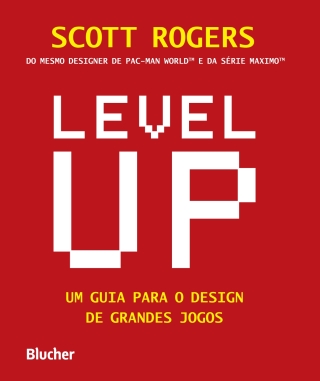 SCOTT ROGERS
DO MESMO DESIGNER DE PAC-MAN WORLD™ E DA SÉRIE MAXIMO™
LEVEL
UP
UM GUIA PARA O DESIGN
DE GRANDES JOGOS
Blucher